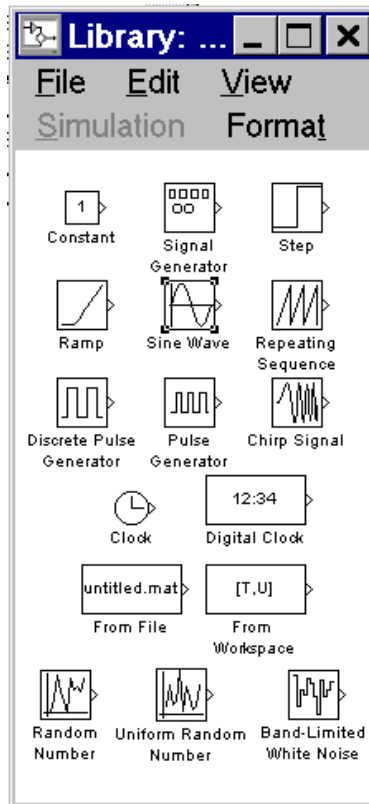 Library: ...
File Edit View
Simulation Format
1
Constant
Signal
Generator
Step
Ramp
Sine Wave
Repeating
Sequence
Discrete Pulse
Generator
Pulse
Generator
Chirp Signal
Clock
12:34
Digital Clock
untitled.mat
From File
[T,U]
From
Workspace
Random
Number
Uniform Random
Number
Band-Limited
White Noise